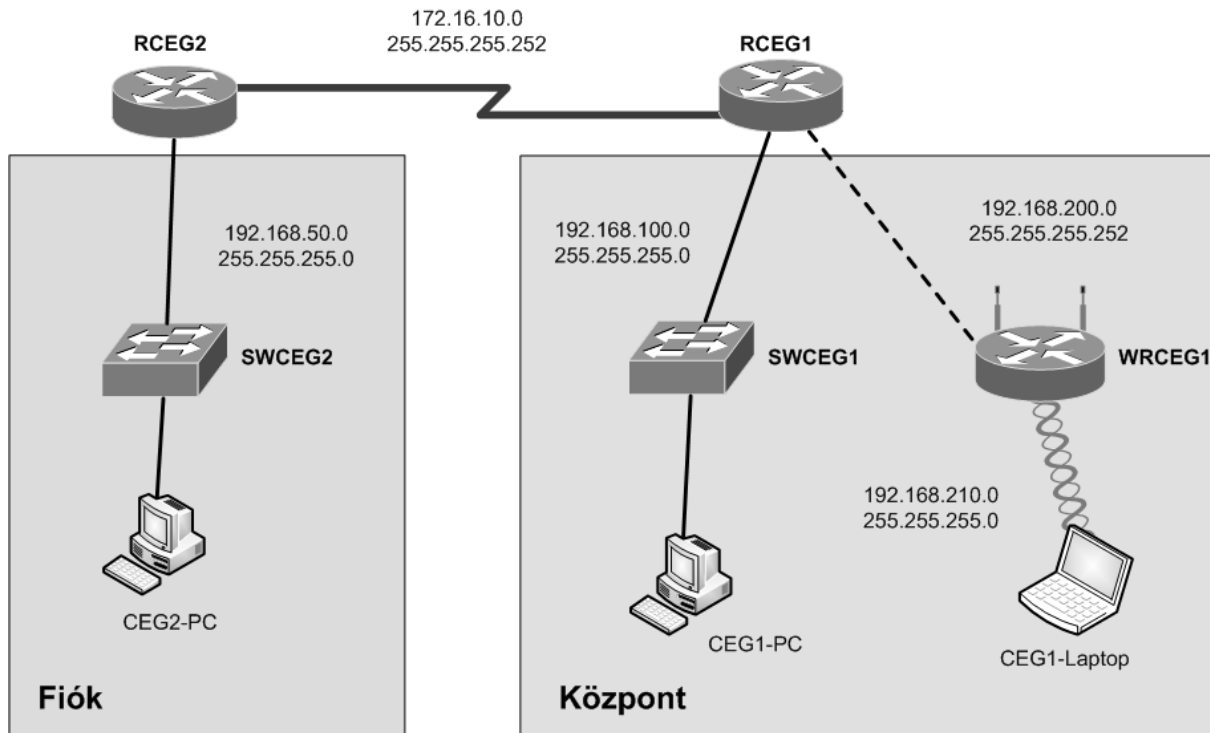 172.16.10.0
255.255.255.252
RCEG2
RCEG1
192.168.50.0
255.255.255.0
192.168.100.0
255.255.255.0
192.168.200.0
255.255.255.252
SWCEG2
SWCEG1
WRCEG1
192.168.210.0
255.255.255.0
CEG2-PC
CEG1-PC
CEG1-Laptop
Fiók
Központ